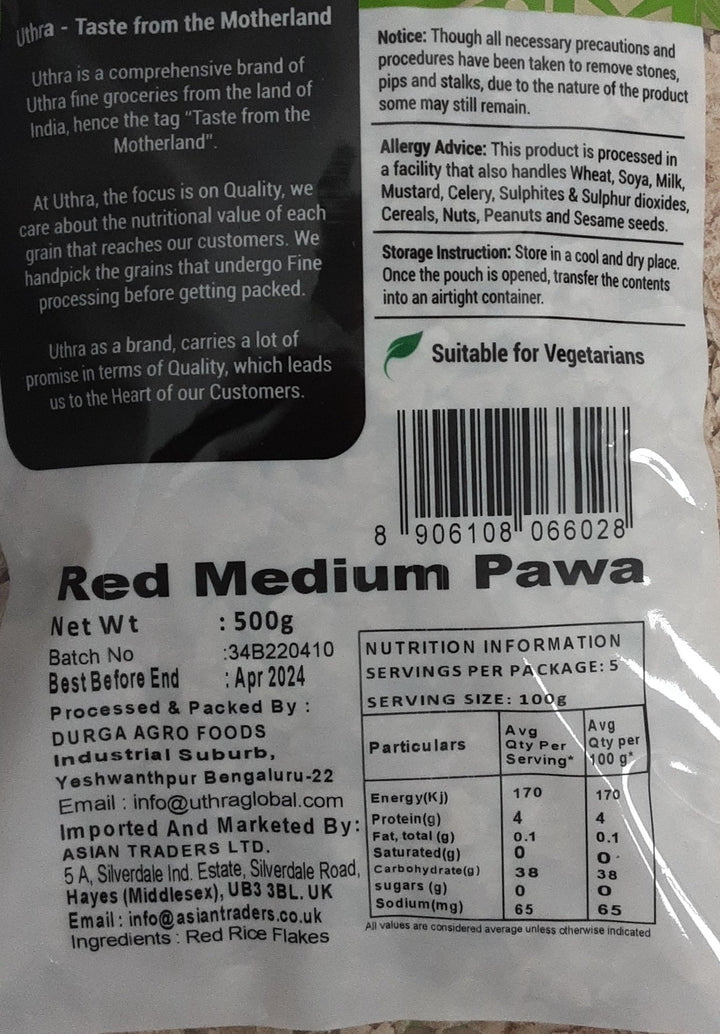 Uthra - Taste from the Motherland
Uthra is a comprehensive brand of
Uthra fine groceries from the land of
India, hence the tag "Taste from the
Motherland".
At Uthra, the focus is on Quality, we
care about the nutritional value of each
grain that reaches our customers. We
handpick the grains that undergo Fine
processing before getting packed.
Uthra as a brand, carries a lot of
promise in terms of Quality, which leads
us to the Heart of our Customers.
Notice: Though all necessary precautions and
procedures have been taken to remove stones,
pips and stalks, due to the nature of the product
some may still remain.
Allergy Advice: This product is processed in
a facility that also handles Wheat, Soya, Milk,
Mustard, Celery, Sulphites & Sulphur dioxides,
Cereals, Nuts, Peanuts and Sesame seeds.
Storage Instruction: Store in a cool and dry place.
Once the pouch is opened, transfer the contents
into an airtight container.
Suitable for Vegetarians
8 906108 066028
Red Medium Pawa
Net Wt : 500g
Batch No :34B220410
Best Before End : Apr 2024
Processed & Packed By :
DURGA AGRO FOODS
Industrial Suburb,
Yeshwanthpur Bengaluru-22
Email : info@uthraglobal.com
Imported And Marketed By:
ASIAN TRADERS LTD.
5 A, Silverdale Ind. Estate, Silverdale Road,
Hayes (Middlesex), UB3 3BL. UK
Email : info@asiantraders.co.uk
Ingredients : Red Rice Flakes
NUTRITION INFORMATION
SERVINGS PER PACKAGE: 5
SERVING SIZE: 100g
Particulars Avg Qty Per Serving* Avg Qty per 100 g*
Energy(Kj) 170 170
Protein(g) 4 4
Fat, total (g) 0.1 0.1
Saturated(g) 0 0
Carbohydrate(g) 38 38
sugars (g) 0 0
Sodium(mg) 65 65
All values are considered average unless otherwise indicated